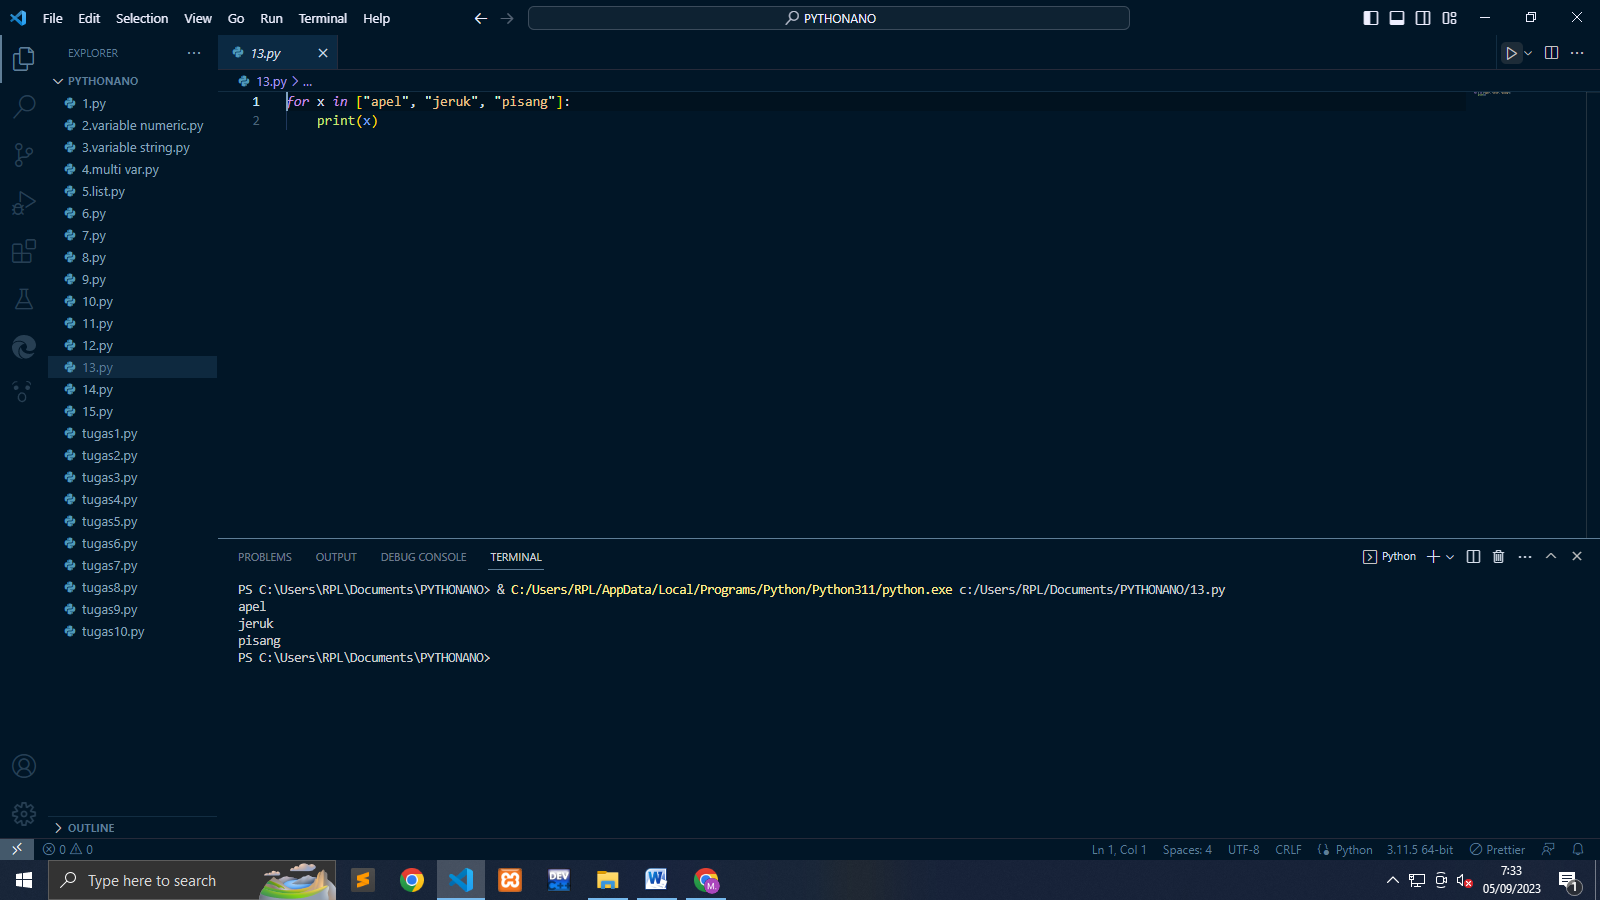 File Edit Selection View Go Run Terminal Help
PYTHONANO
EXPLORER
PYTHONANO
1.py
2.variable numeric.py
3.variable string.py
4.multi var.py
5.list.py
6.py
7.py
8.py
9.py
10.py
11.py
12.py
13.py
14.py
15.py
tugas1.py
tugas2.py
tugas3.py
tugas4.py
tugas5.py
tugas6.py
tugas7.py
tugas8.py
tugas9.py
tugas10.py
OUTLINE
13.py
13.py > ...
1 for x in ["apel", "jeruk", "pisang"]:
2 print(x)
PROBLEMS OUTPUT DEBUG CONSOLE TERMINAL
Python
PS C:\Users\RPL\Documents\PYTHONANO> & C:/Users/RPL/AppData/Local/Programs/Python/Python311/python.exe c:/Users/RPL/Documents/PYTHONANO/13.py
apel
jeruk
pisang
PS C:\Users\RPL\Documents\PYTHONANO>
0 0
Ln 1, Col 1 Spaces: 4 UTF-8 CRLF Python 3.11.5 64-bit Prettier
Type here to search
DEV
W
M.
7:33
05/09/2023
1